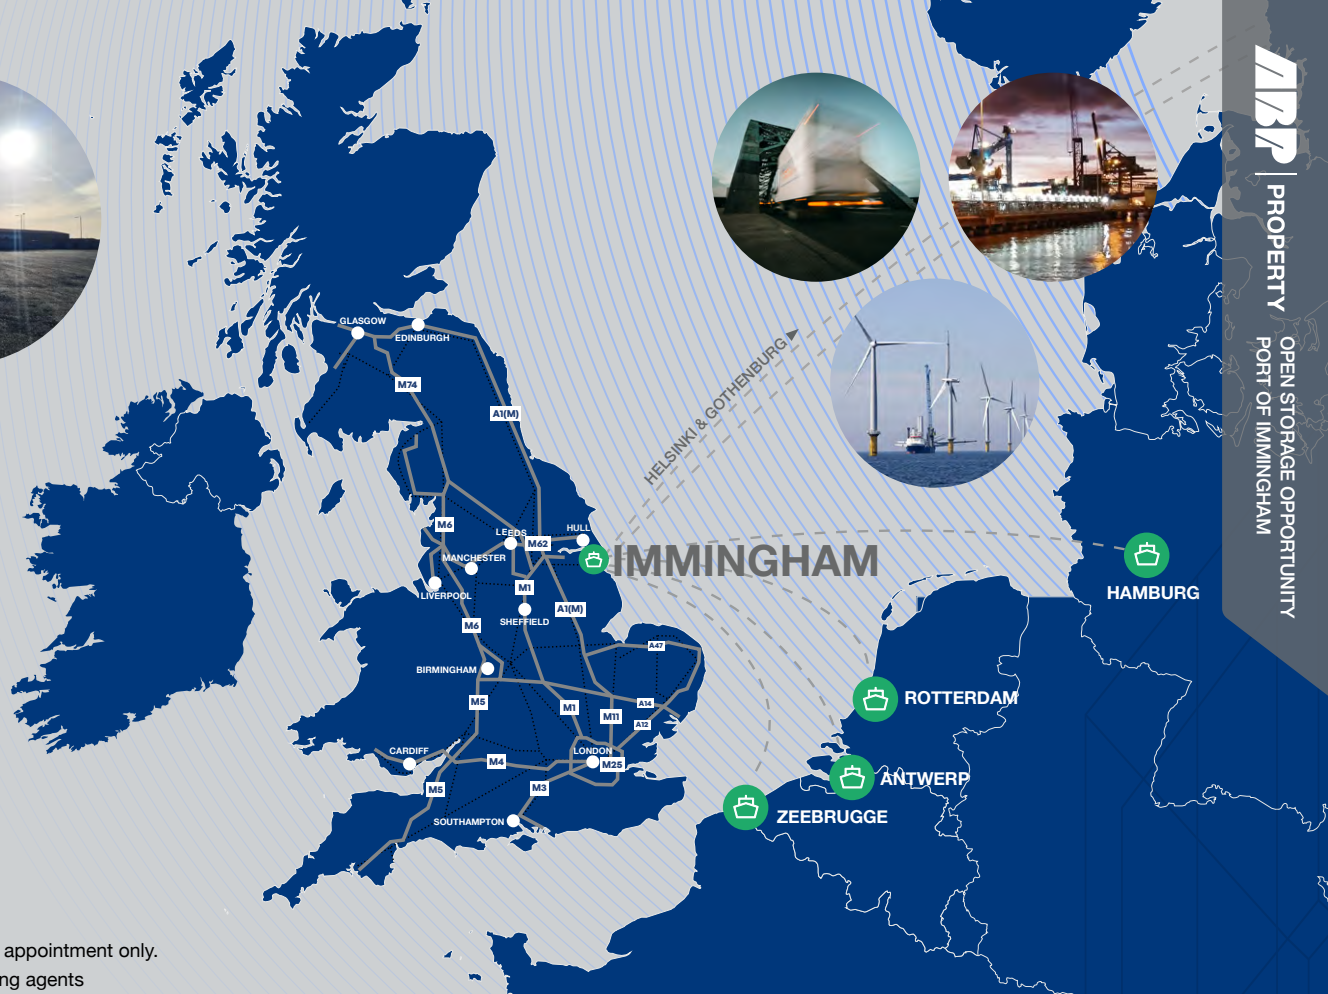 GLASGOW
EDINBURGH
M74
A1(M)
HELSINKI & GOTHENBURG
M6
LEEDS
HULL
M62
MANCHESTER
IMMINGHAM
LIVERPOOL
M1
A1(M)
SHEFFIELD
M6
A47
BIRMINGHAM
M5
M1
A14
M11
A12
CARDIFF
LONDON
M4
M25
M5
M3
SOUTHAMPTON
HAMBURG
ROTTERDAM
ANTWERP
ZEEBRUGGE
ABP
PROPERTY
OPEN STORAGE OPPORTUNITY
PORT OF IMMINGHAM
appointment only.
ng agents